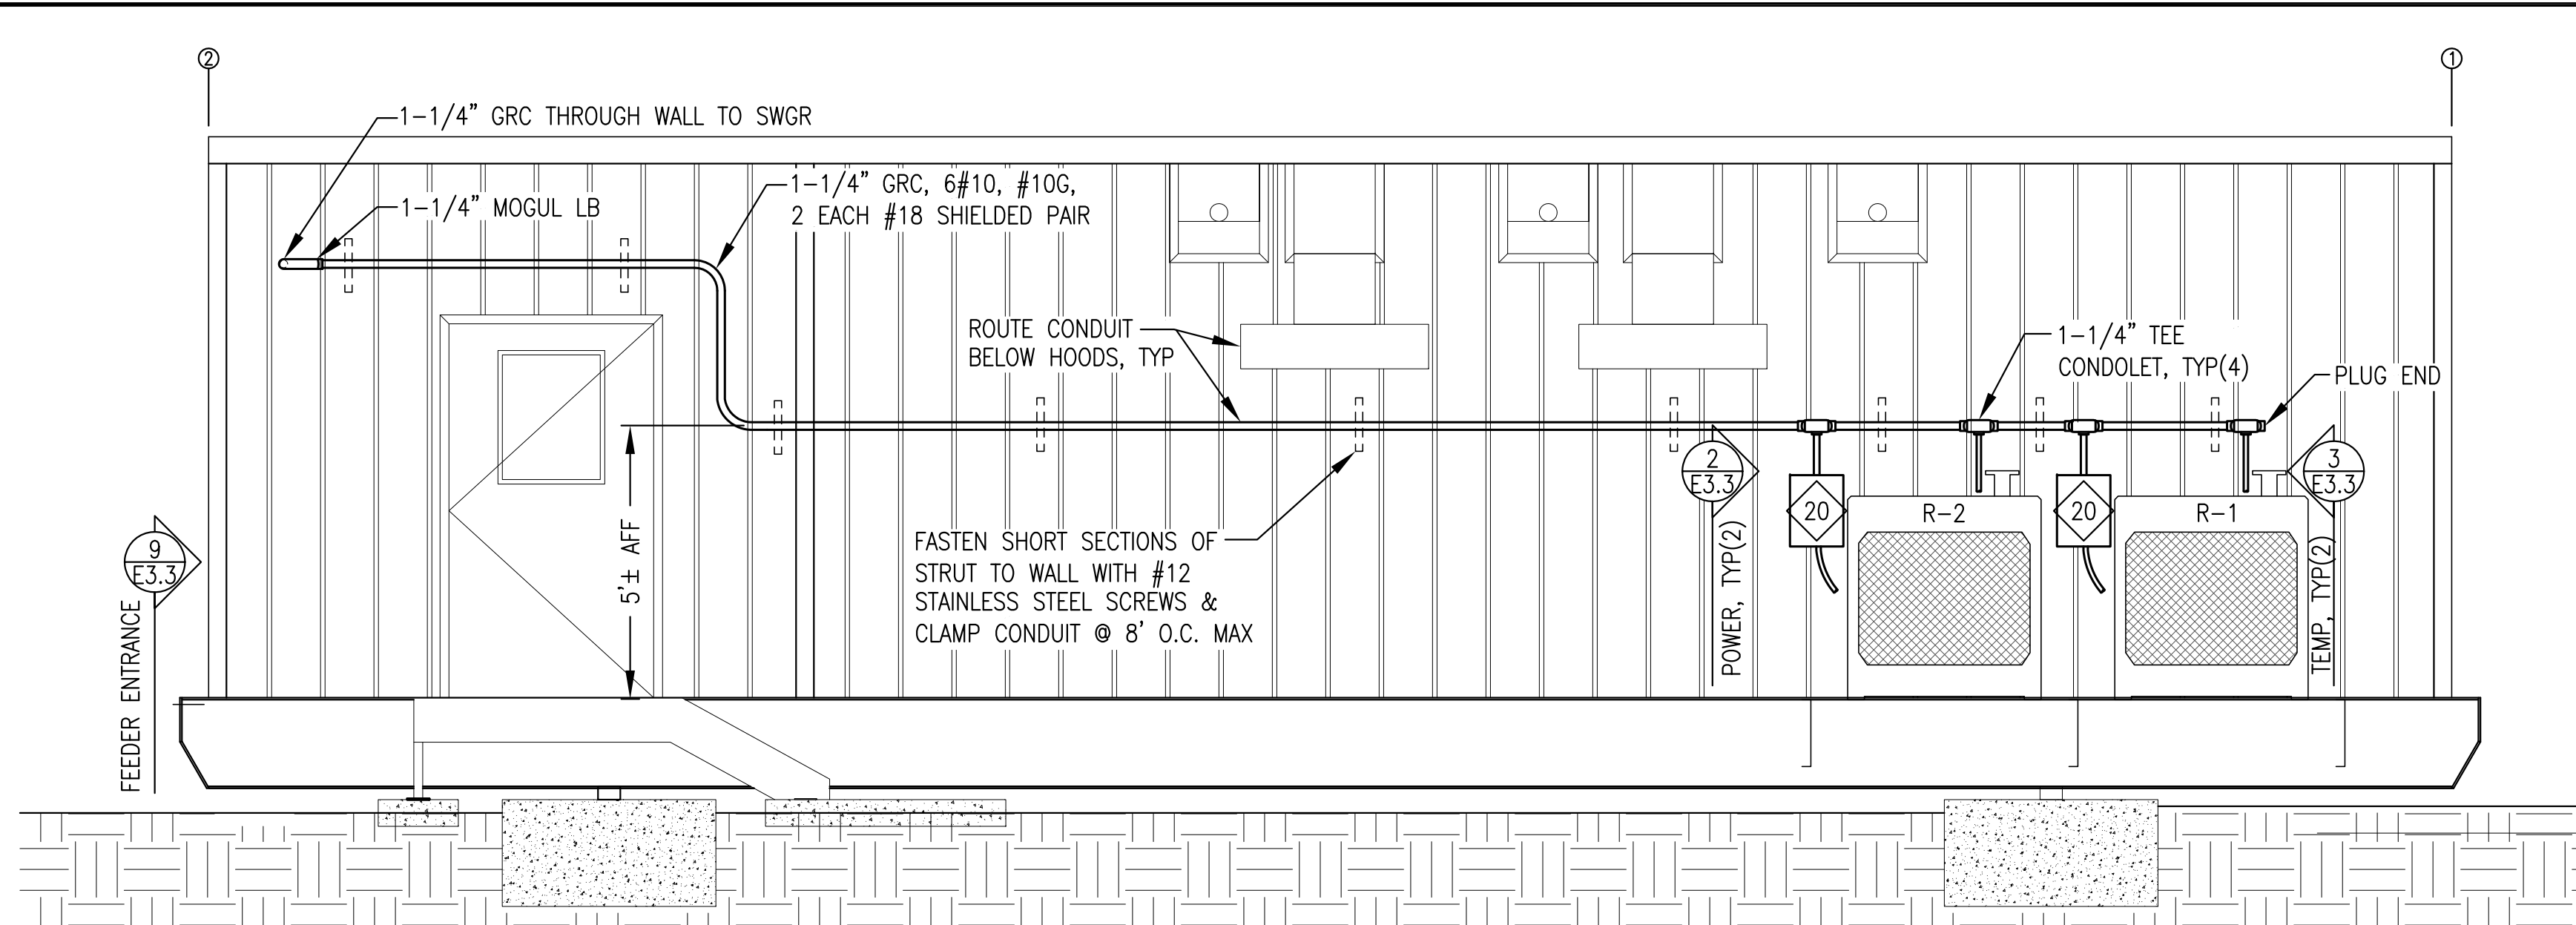 2
1
1-1/4" GRC THROUGH WALL TO SWGR
1-1/4" MOGUL LB
1-1/4" GRC, 6#10, #10G,
2 EACH #18 SHIELDED PAIR
ROUTE CONDUIT
BELOW HOODS, TYP
1-1/4" TEE
CONDOLET, TYP(4)
PLUG END
5'± AFF
FASTEN SHORT SECTIONS OF
STRUT TO WALL WITH #12
STAINLESS STEEL SCREWS &
CLAMP CONDUIT @ 8' O.C. MAX
2
E3.3
POWER, TYP(2)
20
R-2
20
R-1
3
E3.3
TEMP, TYP(2)
9
E3.3
FEEDER ENTRANCE